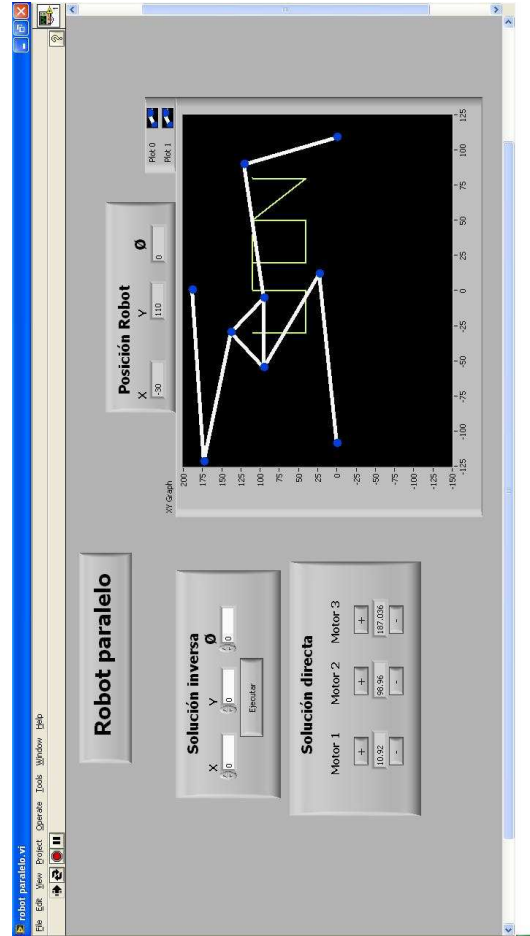 robot paralelo.vi
File Edit View Project Operate Tools Window Help
Robot paralelo
Posición Robot
X Y Ø
-30 110 0
Solución inversa
X Y Ø
0 0 0
Ejecutar
Solución directa
Motor 1 Motor 2 Motor 3
+ + +
10.92 98.96 187.036
- - -
XY Graph
Plot 0
Plot 1
200
175
150
125
100
75
50
25
0
-25
-50
-75
-100
-125
-150
-125 -100 -75 -50 -25 0 25 50 75 100 125